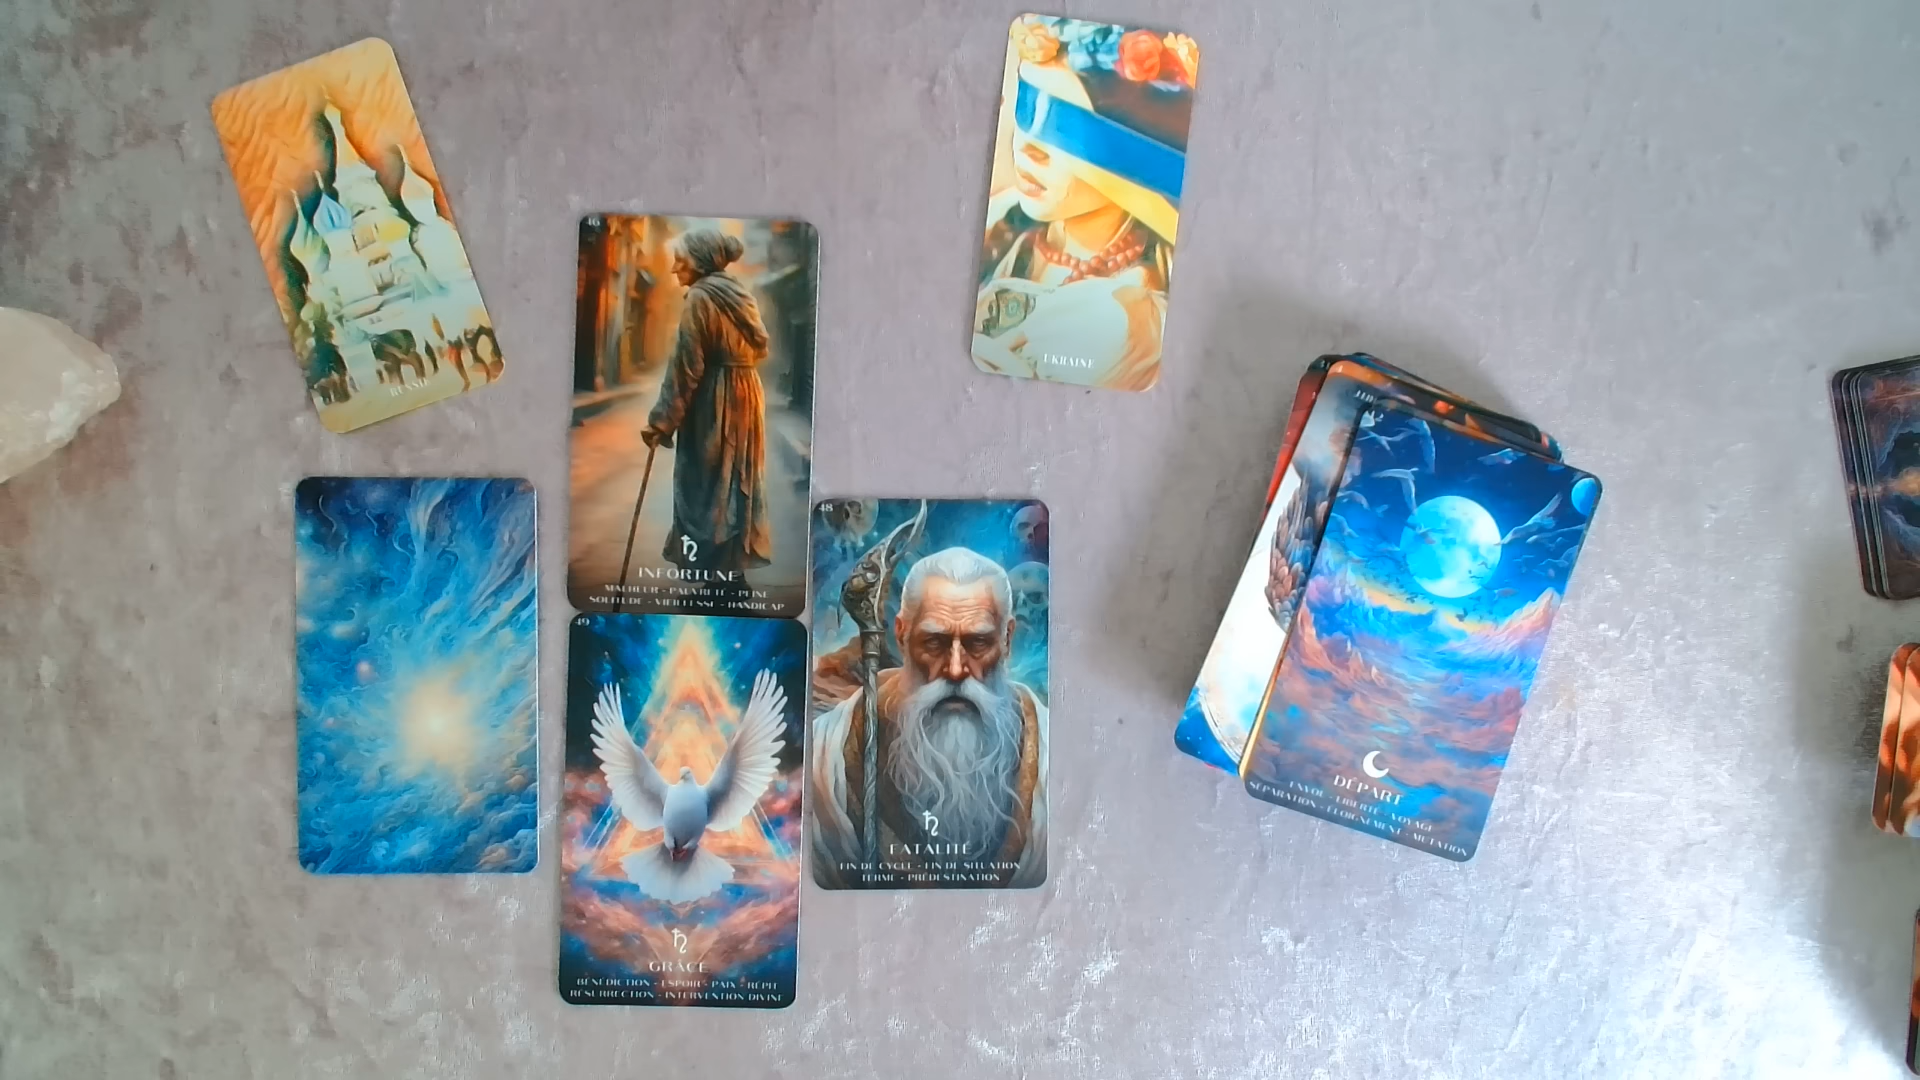 RUSSIE
UKRAINE
46
INFORTUNE
MALHEUR - PAUVRETÉ - PEINE
SOLITUDE - VIEILLESSE - HANDICAP
49
GRÂCE
BÉNÉDICTION - ESPOIR - PAIX - RÉPIT
RÉSURRECTION - INTERVENTION DIVINE
48
FATALITÉ
FIN DE CYCLE - FIN DE SITUATION
TERME - PRÉDESTINATION
DÉPART
ENVOL - LIBERTÉ - VOYAGE
SÉPARATION - ÉLOIGNEMENT - MUTATION